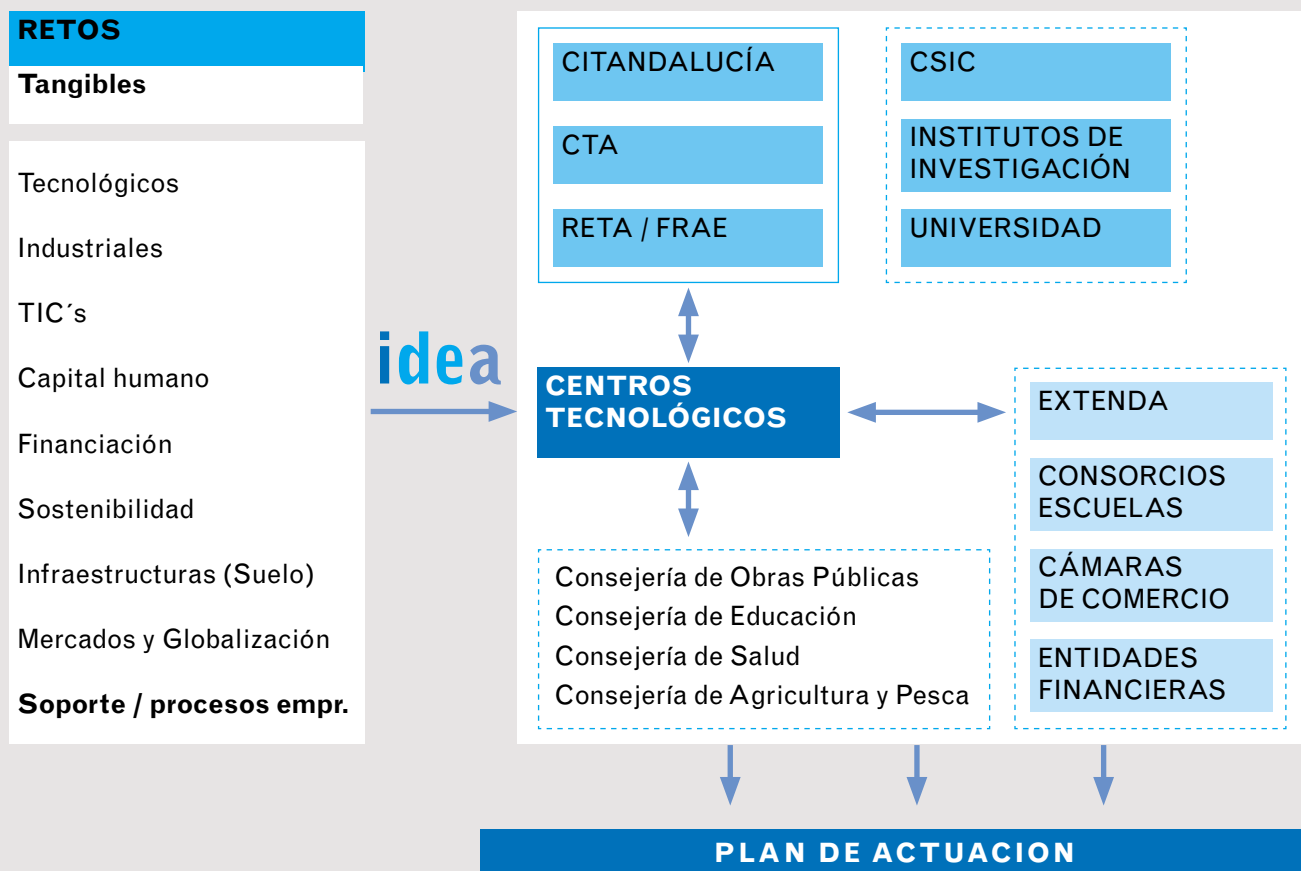 RETOS
Tangibles
Tecnológicos
Industriales
TIC´s
Capital humano
Financiación
Sostenibilidad
Infraestructuras (Suelo)
Mercados y Globalización
Soporte / procesos empr.
idea
CITANDALUCÍA
CTA
RETA / FRAE
CSIC
INSTITUTOS DE
INVESTIGACIÓN
UNIVERSIDAD
CENTROS
TECNOLÓGICOS
EXTENDA
CONSORCIOS
ESCUELAS
CÁMARAS
DE COMERCIO
ENTIDADES
FINANCIERAS
Consejería de Obras Públicas
Consejería de Educación
Consejería de Salud
Consejería de Agricultura y Pesca
PLAN DE ACTUACION